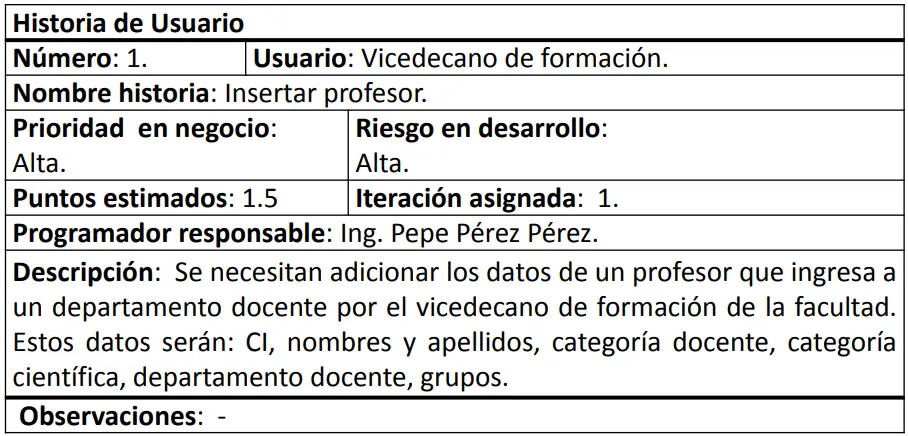 Historia de Usuario
Número: 1. Usuario: Vicedecano de formación.
Nombre historia: Insertar profesor.
Prioridad en negocio: Riesgo en desarrollo:
Alta. Alta.
Puntos estimados: 1.5 Iteración asignada: 1.
Programador responsable: Ing. Pepe Pérez Pérez.
Descripción: Se necesitan adicionar los datos de un profesor que ingresa a
un departamento docente por el vicedecano de formación de la facultad.
Estos datos serán: CI, nombres y apellidos, categoría docente, categoría
científica, departamento docente, grupos.
Observaciones: -